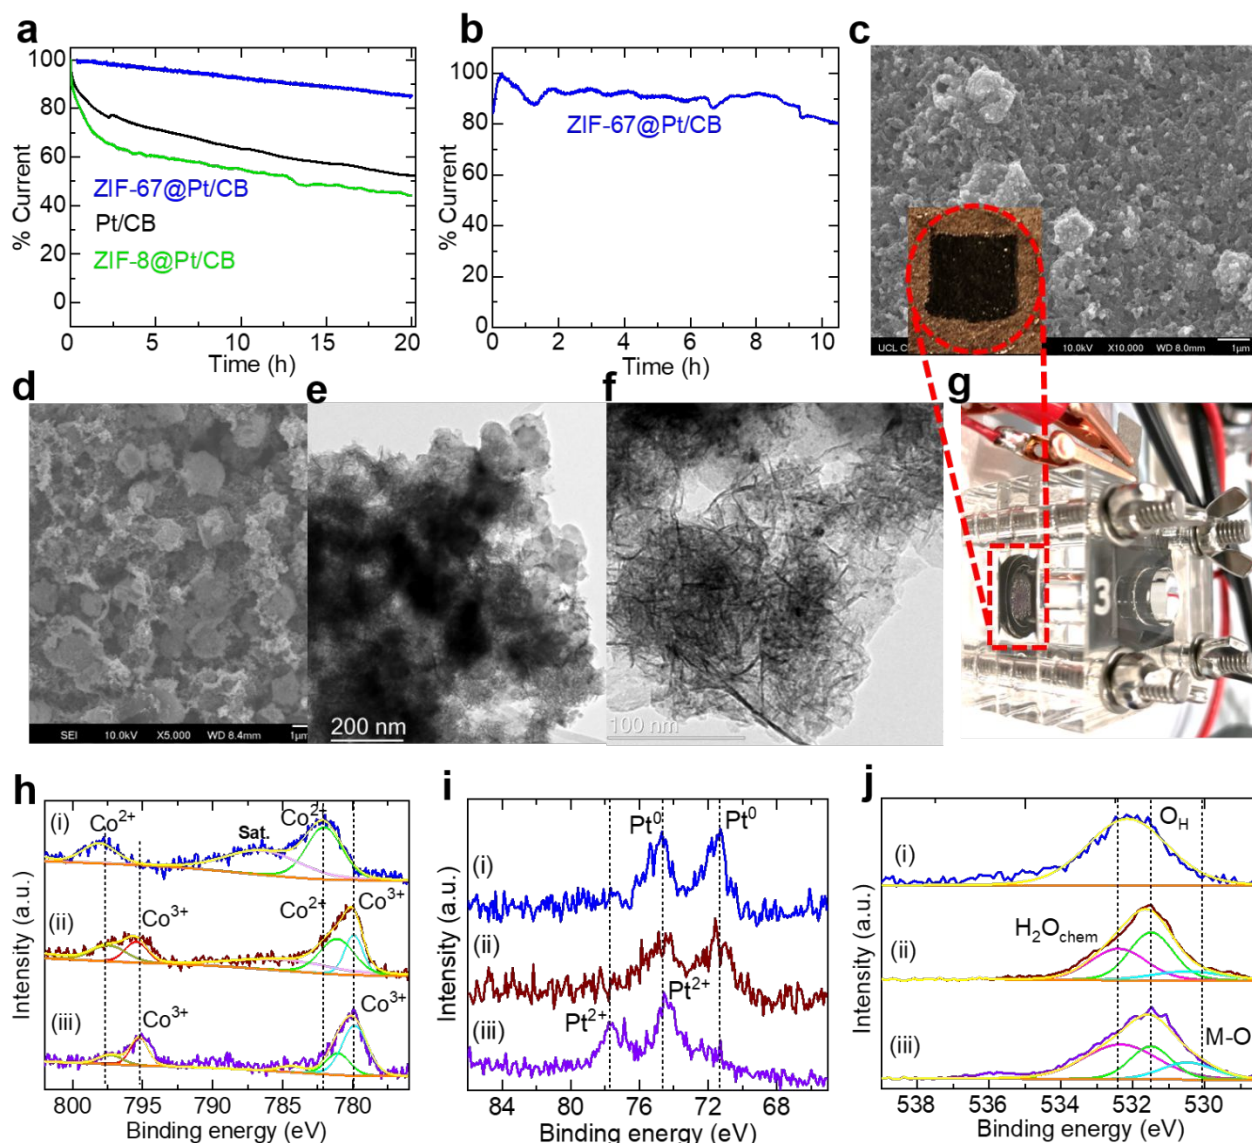 a
100
80
60
40
20
0
% Current
ZIF-67@Pt/CB
Pt/CB
ZIF-8@Pt/CB
0 5 10 15 20
Time (h)
b
100
80
60
40
20
0
% Current
ZIF-67@Pt/CB
0 2 4 6 8 10
Time (h)
c
UCL C
10.0kV X10,000 WD 8.0mm 1µm
d
SEI 10.0kV X5,000 WD 8.4mm 1µm
e
200 nm
f
100 nm
g
3
h
(i)
Co2+
Sat.
Co2+
(ii)
Co3+
Co2+
Co3+
(iii)
Co3+
Co3+
Intensity (a.u.)
800 795 790 785 780
Binding energy (eV)
i
Pt0
Pt0
(i)
(ii)
Pt2+
Pt2+
(iii)
Intensity (a.u.)
84 80 76 72 68
Binding energy (eV)
j
OH
(i)
H2Ochem
(ii)
M-O
(iii)
Intensity (a.u.)
538 536 534 532 530
Binding energy (eV)